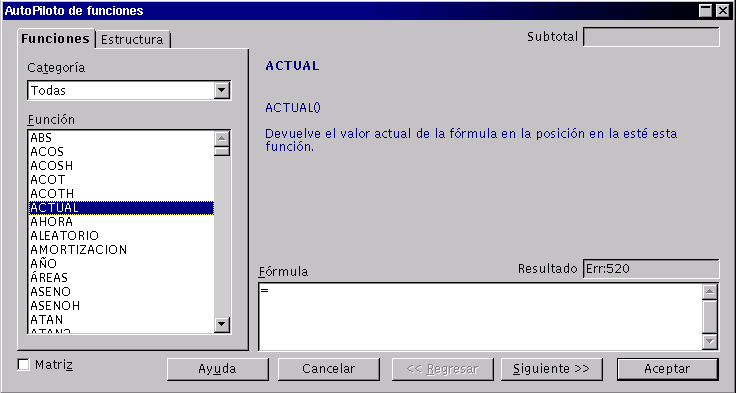 AutoPiloto de funciones
Funciones
Estructura
Subtotal
Categoría
Todas
Función
ABS
ACOS
ACOSH
ACOT
ACOTH
ACTUAL
AHORA
ALEATORIO
AMORTIZACION
AÑO
ÁREAS
ASENO
ASENOH
ATAN
ATAN2
ACTUAL
ACTUAL()
Devuelve el valor actual de la fórmula en la posición en la esté esta
función.
Fórmula
Resultado
Err:520
=
Matriz
Ayuda
Cancelar
<< Regresar
Siguiente >>
Aceptar